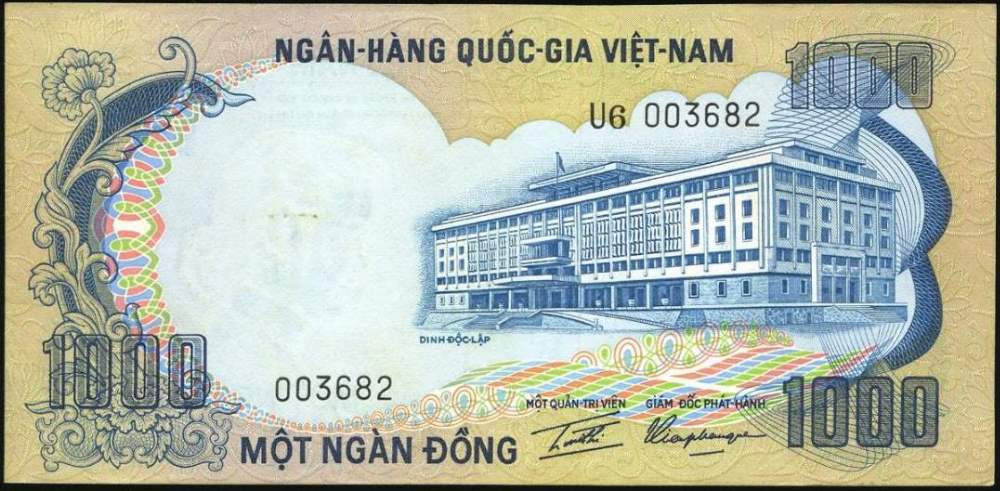 NGÂN-HÀNG QUỐC-GIA VIỆT-NAM
1000
U6 003682
DINH ĐỘC-LẬP
1000
003682
MỘT QUẢN-TRỊ VIÊN
GIÁM ĐỐC PHÁT-HÀNH
1000
MỘT NGÀN ĐỒNG